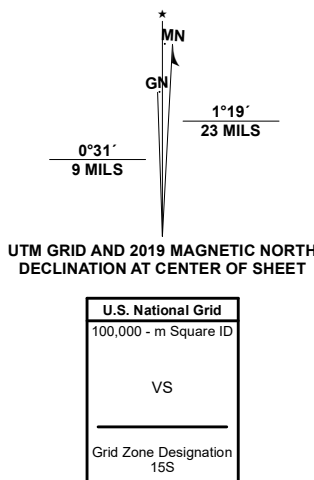 ★
MN
GN
1°19´
23 MILS
0°31´
9 MILS
UTM GRID AND 2019 MAGNETIC NORTH
DECLINATION AT CENTER OF SHEET
U.S. National Grid
100,000 - m Square ID
VS
Grid Zone Designation
15S